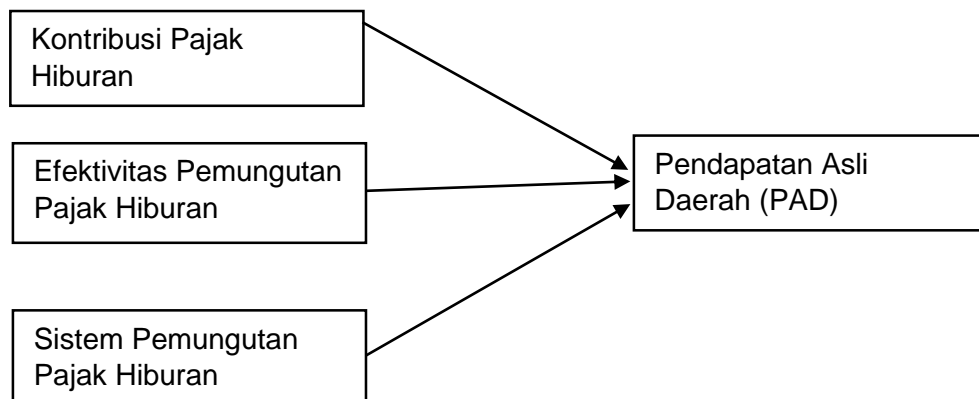 Kontribusi Pajak
Hiburan
Efektivitas Pemungutan
Pajak Hiburan
Pendapatan Asli
Daerah (PAD)
Sistem Pemungutan
Pajak Hiburan